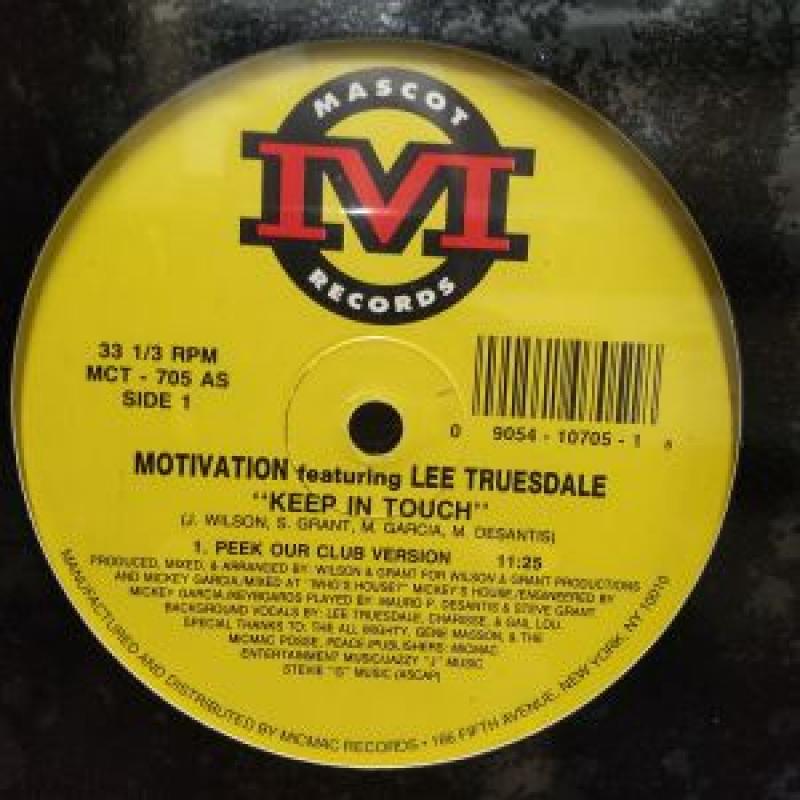 MASCOT
M
RECORDS
33 1/3 RPM
MCT - 705 AS
SIDE 1
0 9054 - 10705 - 1
MOTIVATION featuring LEE TRUESDALE
"KEEP IN TOUCH"
(J. WILSON, S. GRANT, M. GARCIA, M. DESANTIS)
1. PEEK OUR CLUB VERSION 11:25
PRODUCED, MIXED, & ARRANGED BY: WILSON & GRANT FOR WILSON & GRANT PRODUCTIONS
AND MICKEY GARCIA/MIXED AT "WHO'S HOUSE?" MICKEY'S HOUSE/ENGINEERED BY
MICKEY GARCIA/KEYBOARDS PLAYED BY: MAURO P. DESANTIS & STEVE GRANT
BACKGROUND VOCALS BY: LEE TRUESDALE, CHARISSE, & GAIL LOU.
SPECIAL THANKS TO: THE ALL MIGHTY, GENE MASSON, & THE
MICMAC POSSE, PEACE./PUBLISHERS: MICMAC
ENTERTAINMENT MUSIC/JAZZY "J" MUSIC
STEVIE "G" MUSIC (ASCAP)
MANUFACTURED AND DISTRIBUTED BY MICMAC RECORDS • 166 FIFTH AVENUE, NEW YORK, NY 10010